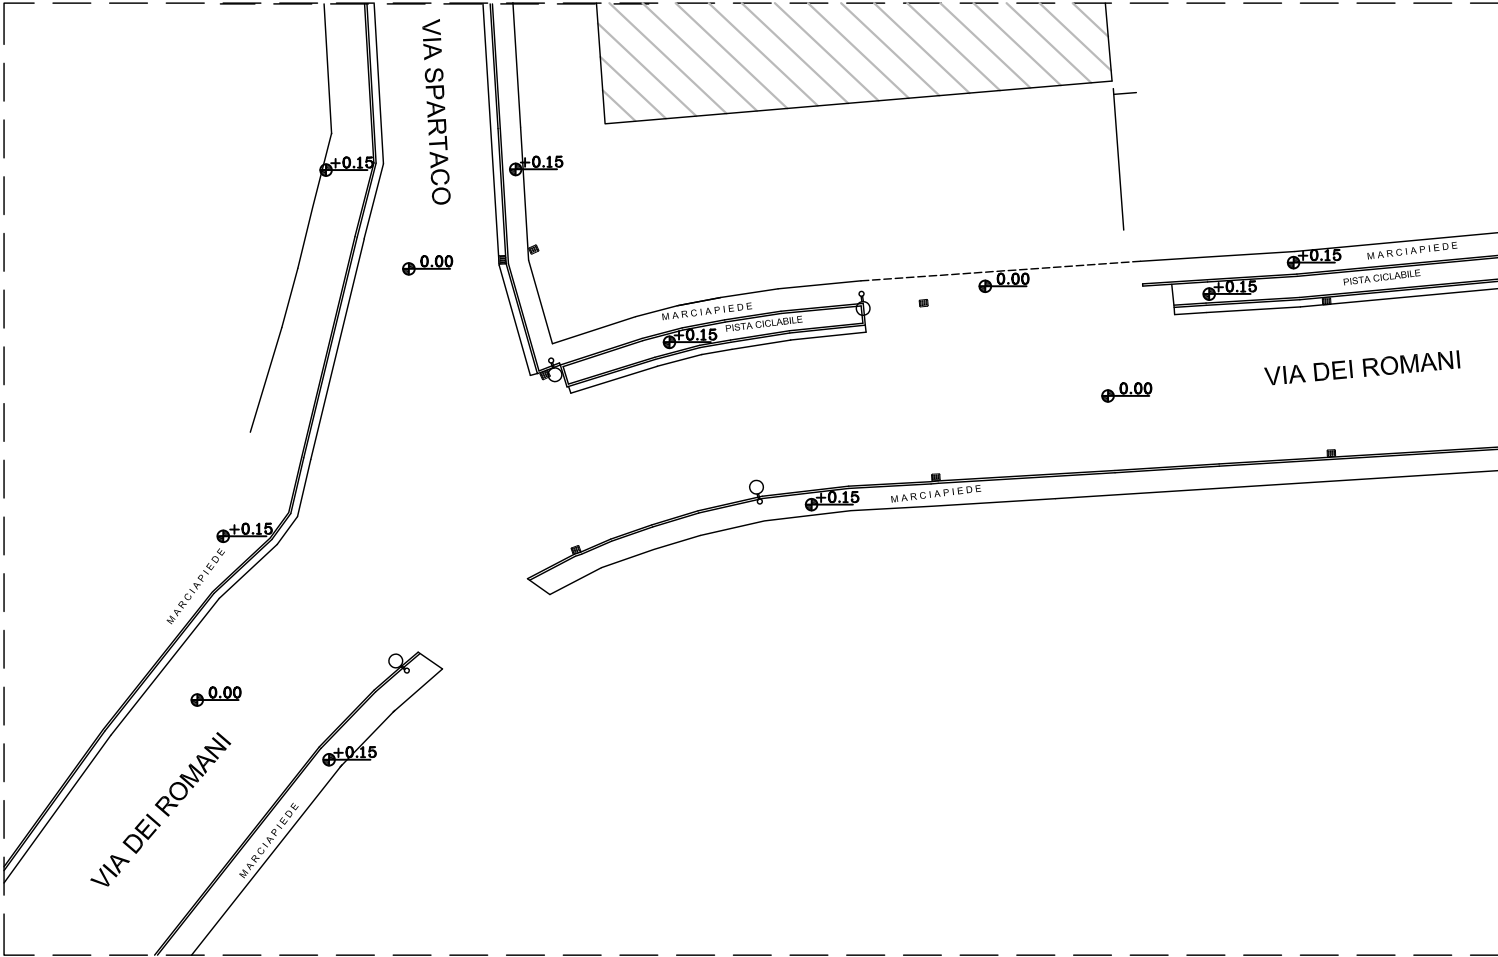 VIA SPARTACO
+0.15
+0.15
MARCIAPIEDE
+0.15
0.00
0.00
+0.15
PISTA CICLABILE
MARCIAPIEDE
PISTA CICLABILE
+0.15
VIA DEI ROMANI
0.00
MARCIAPIEDE
+0.15
+0.15
MARCIAPIEDE
0.00
VIA DEI ROMANI
+0.15
MARCIAPIEDE